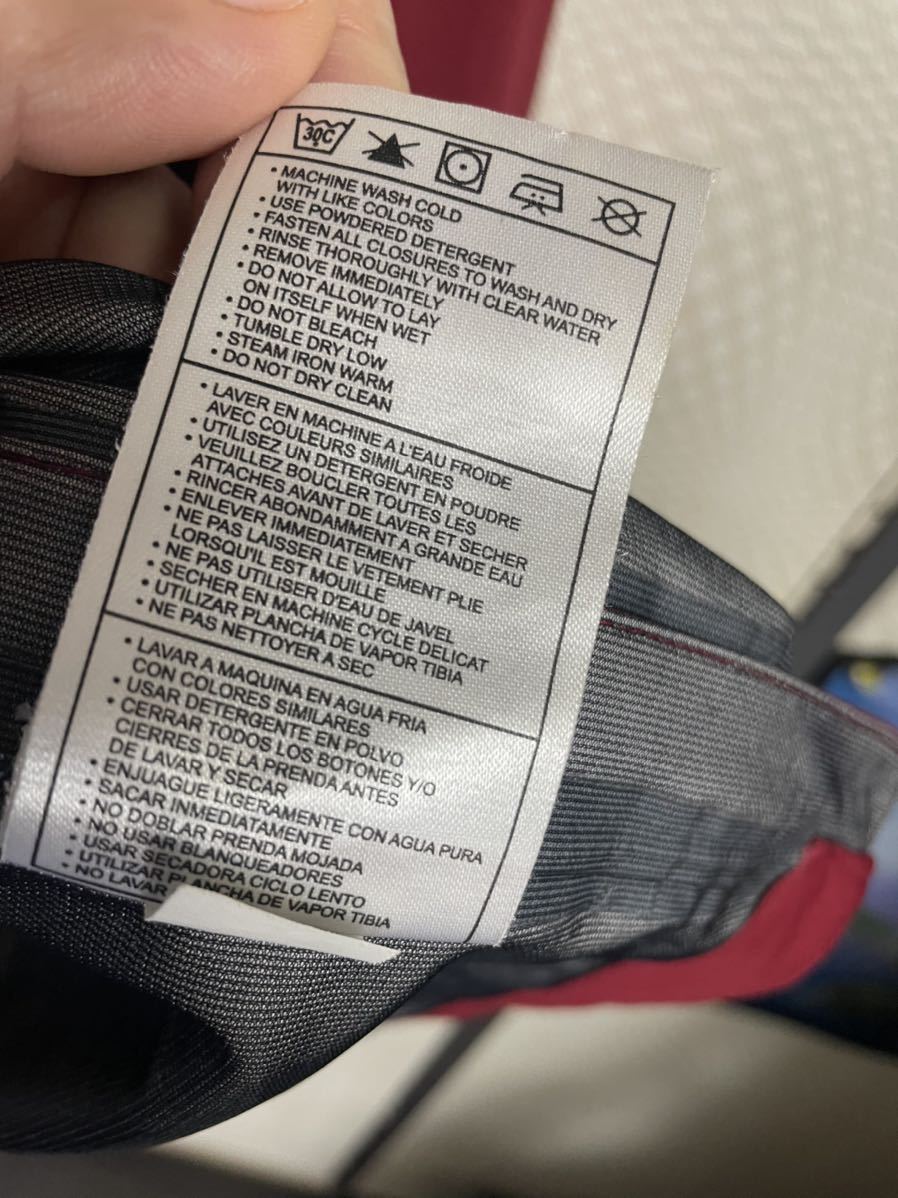 30C
• MACHINE WASH COLD
WITH LIKE COLORS
• USE POWDERED DETERGENT
• FASTEN ALL CLOSURES TO WASH AND DRY
• RINSE THOROUGHLY WITH CLEAR WATER
• REMOVE IMMEDIATELY
• DO NOT ALLOW TO LAY
ON ITSELF WHEN WET
• DO NOT BLEACH
• TUMBLE DRY LOW
• STEAM IRON WARM
• DO NOT DRY CLEAN
• LAVER EN MACHINE A L'EAU FROIDE
AVEC COULEURS SIMILAIRES
• UTILISEZ UN DETERGENT EN POUDRE
• VEUILLEZ BOUCLER TOUTES LES
ATTACHES AVANT DE LAVER ET SECHER
• RINCER ABONDAMMENT A GRANDE EAU
• ENLEVER IMMEDIATEMENT
• NE PAS LAISSER LE VETEMENT PLIE
LORSQU'IL EST MOUILLE
• NE PAS UTILISER D'EAU DE JAVEL
• SECHER EN MACHINE CYCLE DELICAT
• UTILIZAR PLANCHA DE VAPOR TIBIA
• NE PAS NETTOYER A SEC
• LAVAR A MAQUINA EN AGUA FRIA
CON COLORES SIMILARES
• USAR DETERGENTE EN POLVO
• CERRAR TODOS LOS BOTONES Y/O
CIERRES DE LA PRENDA ANTES
DE LAVAR Y SECAR
• ENJUAGUE LIGERAMENTE CON AGUA PURA
• SACAR INMEDIATAMENTE
• NO DOBLAR PRENDA MOJADA
• NO USAR BLANQUEADORES
• USAR SECADORA CICLO LENTO
• UTILIZAR PLANCHA DE VAPOR TIBIA
NO LAVAR